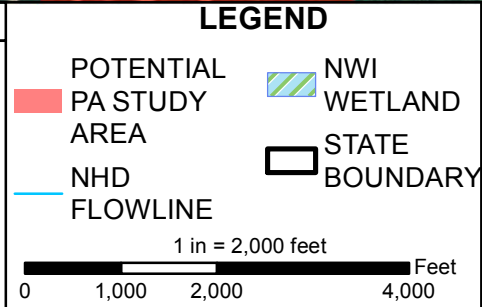 LEGEND
POTENTIAL
PA STUDY
AREA
NHD
FLOWLINE
NWI
WETLAND
STATE
BOUNDARY
1 in = 2,000 feet
Feet
0 1,000 2,000 4,000